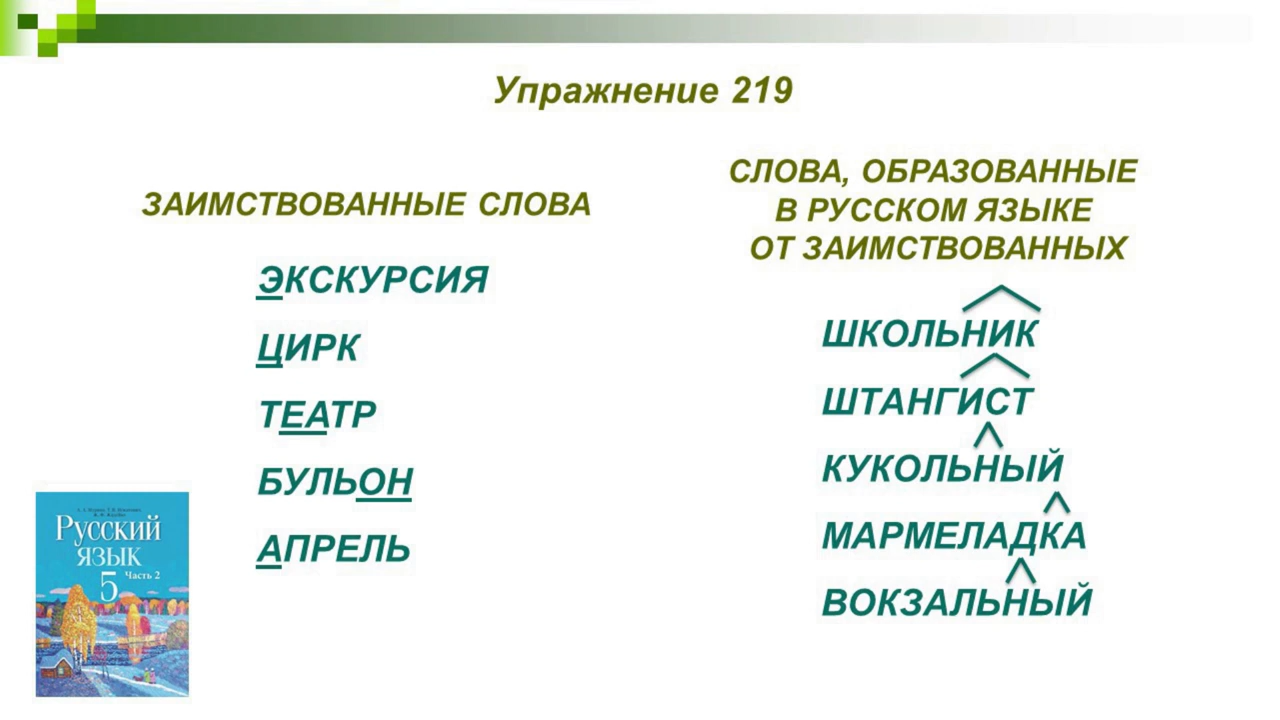 Упражнение 219
ЗАИМСТВОВАННЫЕ СЛОВА
ЭКСКУРСИЯ
ЦИРК
ТЕАТР
БУЛЬОН
АПРЕЛЬ
СЛОВА, ОБРАЗОВАННЫЕ
В РУССКОМ ЯЗЫКЕ
ОТ ЗАИМСТВОВАННЫХ
ШКОЛЬНИК
ШТАНГИСТ
КУКОЛЬНЫЙ
МАРМЕЛАДКА
ВОКЗАЛЬНЫЙ
Русский
язык
5 Часть 2